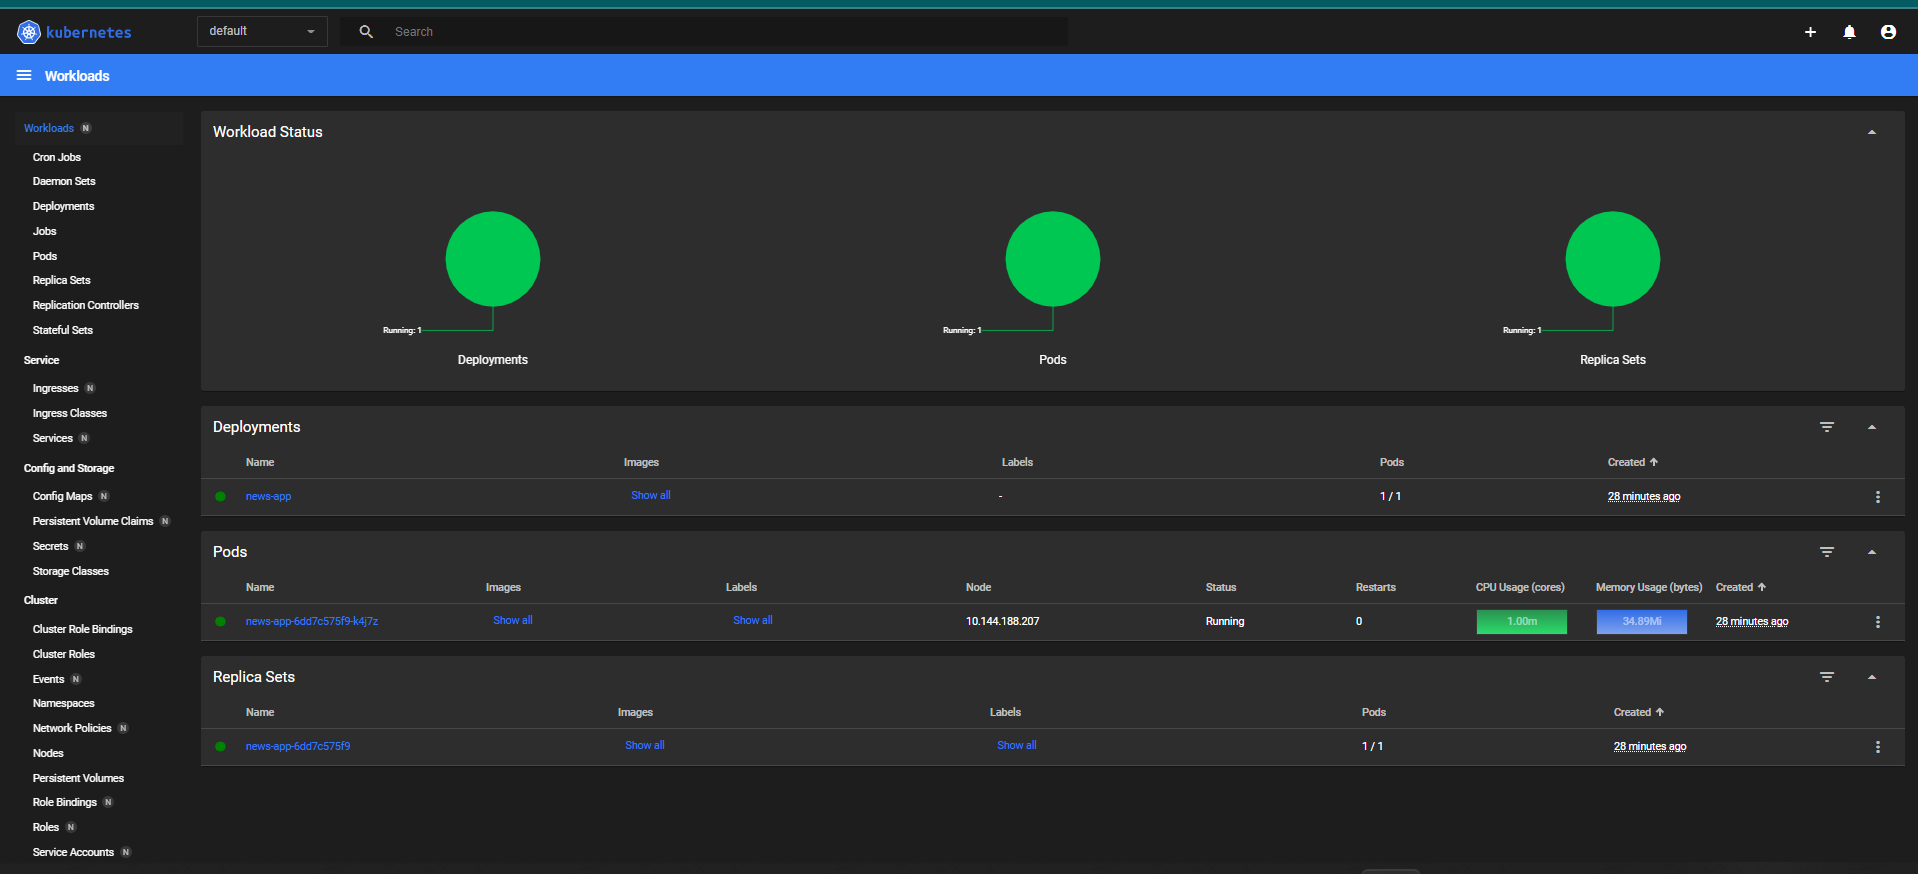 kubernetes
default
Search
Workloads
Workloads N
Cron Jobs
Daemon Sets
Deployments
Jobs
Pods
Replica Sets
Replication Controllers
Stateful Sets
Service
Ingresses N
Ingress Classes
Services N
Config and Storage
Config Maps N
Persistent Volume Claims N
Secrets N
Storage Classes
Cluster
Cluster Role Bindings
Cluster Roles
Events N
Namespaces
Network Policies N
Nodes
Persistent Volumes
Role Bindings N
Roles N
Service Accounts N
Workload Status
Running: 1
Deployments
Running: 1
Pods
Running: 1
Replica Sets
Deployments
Name Images Labels Pods Created
news-app Show all - 1 / 1 28 minutes ago
Pods
Name Images Labels Node Status Restarts CPU Usage (cores) Memory Usage (bytes) Created
news-app-6dd7c575f9-k4j7z Show all Show all 10.144.188.207 Running 0 1.00m 34.89Mi 28 minutes ago
Replica Sets
Name Images Labels Pods Created
news-app-6dd7c575f9 Show all Show all 1 / 1 28 minutes ago